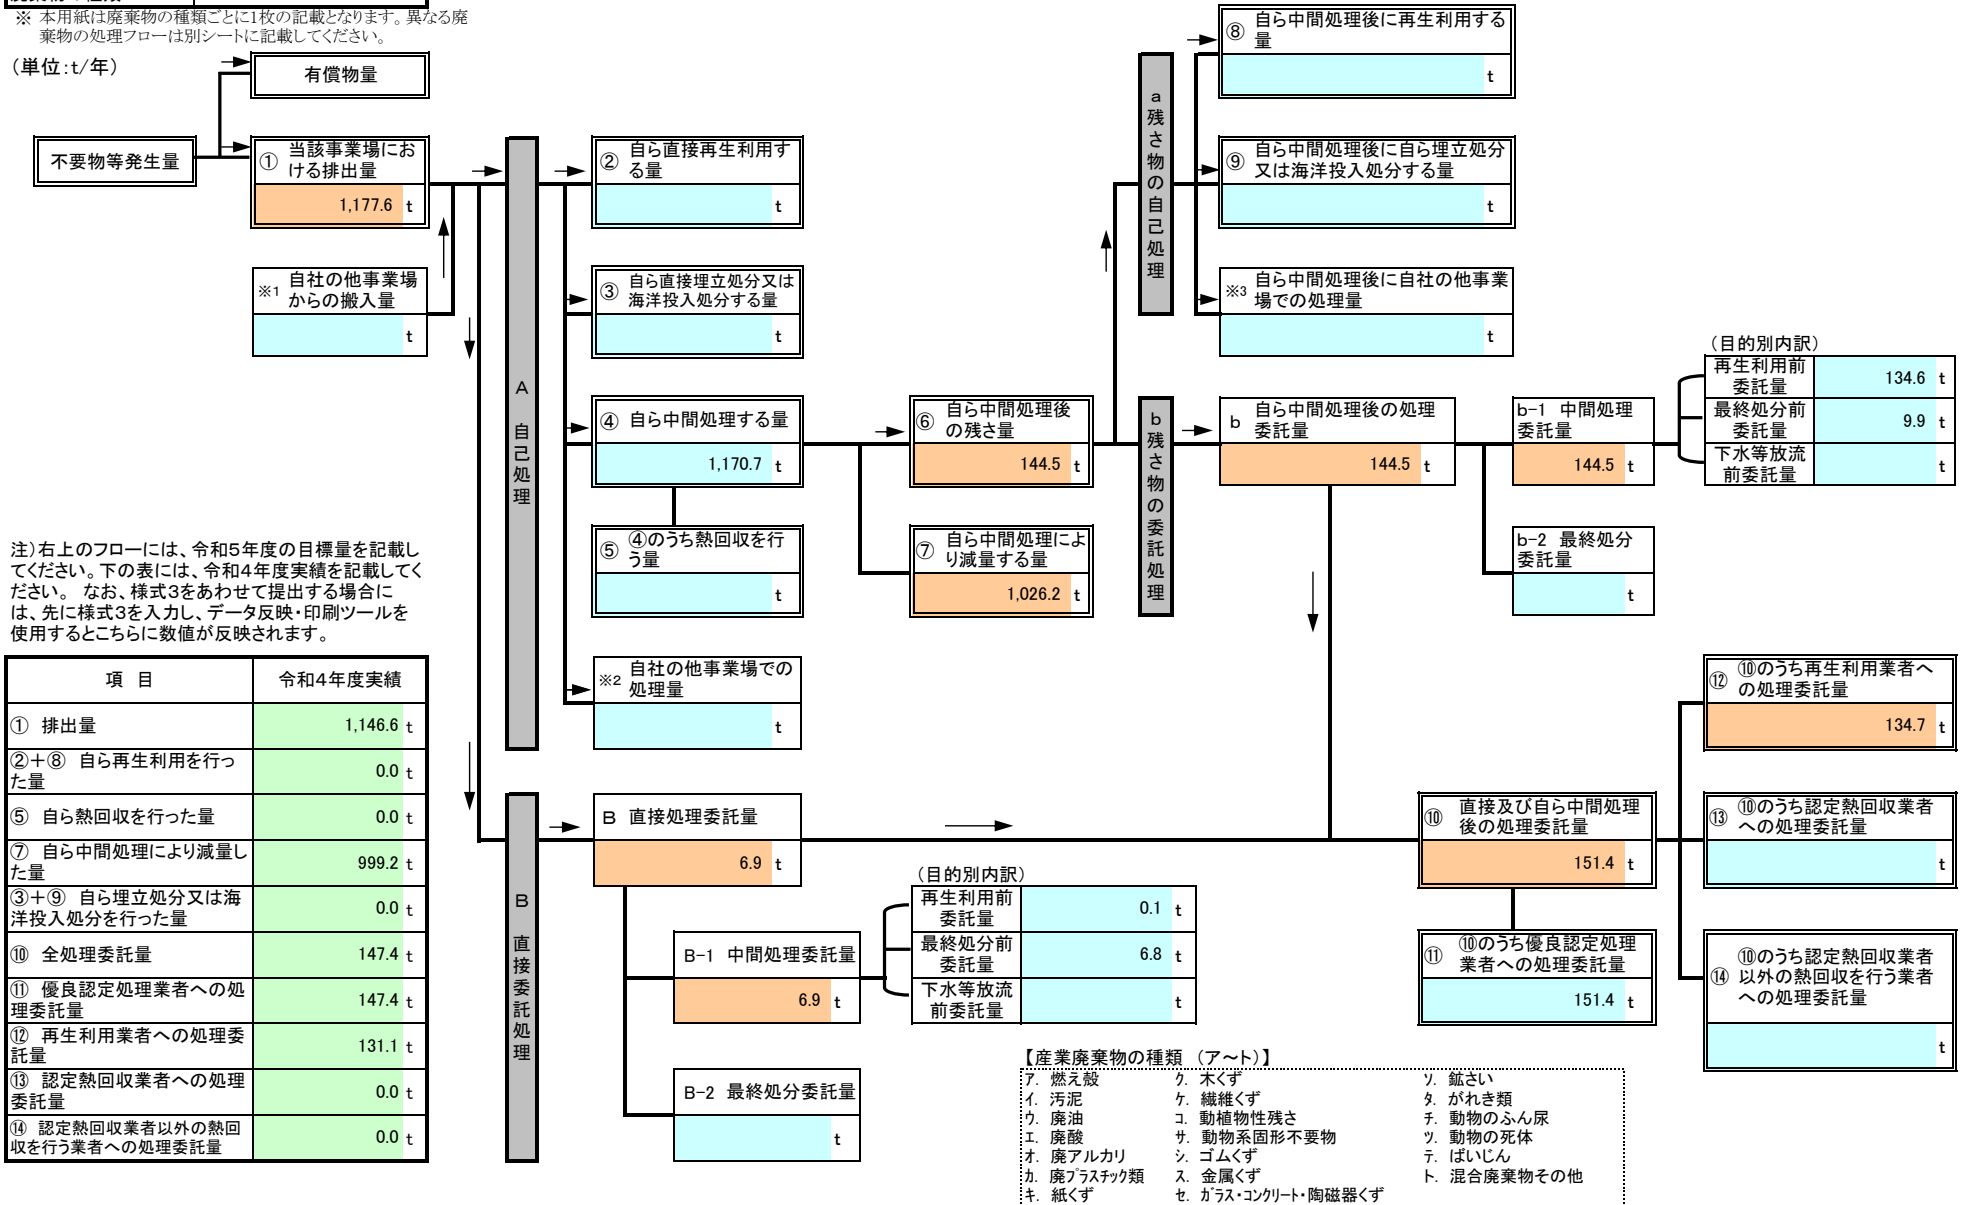 ※ 本用紙は廃棄物の種類ごとに1枚の記載となります。異なる廃
棄物の処理フローは別シートに記載してください。
（単位：t/年）
有償物量
不要物等発生量
① 当該事業場にお
ける排出量
1,177.6 t
※1 自社の他事業場
からの搬入量
t
A 自己処理
② 自ら直接再生利用す
る量
t
③ 自ら直接埋立処分又は
海洋投入処分する量
t
④ 自ら中間処理する量
1,170.7 t
⑤ ④のうち熱回収を行
う量
t
※2 自社の他事業場での
処理量
t
⑥ 自ら中間処理後
の残さ量
144.5 t
⑦ 自ら中間処理によ
り減量する量
1,026.2 t
a 残さ物の自己処理
⑧ 自ら中間処理後に再生利用する
量
t
⑨ 自ら中間処理後に自ら埋立処分
又は海洋投入処分する量
t
※3 自ら中間処理後に自社の他事業
場での処理量
t
b 残さ物の委託処理
b 自ら中間処理後の処理
委託量
144.5 t
b-1 中間処理
委託量
144.5 t
b-2 最終処分
委託量
t
（目的別内訳）
再生利用前
委託量 134.6 t
最終処分前
委託量 9.9 t
下水等放流
前委託量 t
注）右上のフローには、令和5年度の目標量を記載し
てください。下の表には、令和4年度実績を記載してく
ださい。 なお、様式3をあわせて提出する場合に
は、先に様式3を入力し、データ反映・印刷ツールを
使用するとこちらに数値が反映されます。
項 目 令和4年度実績
① 排出量 1,146.6 t
②＋⑧ 自ら再生利用を行っ
た量 0.0 t
⑤ 自ら熱回収を行った量 0.0 t
⑦ 自ら中間処理により減量し
た量 999.2 t
③＋⑨ 自ら埋立処分又は海
洋投入処分を行った量 0.0 t
⑩ 全処理委託量 147.4 t
⑪ 優良認定処理業者への処
理委託量 147.4 t
⑫ 再生利用業者への処理委
託量 131.1 t
⑬ 認定熱回収業者への処理
委託量 0.0 t
⑭ 認定熱回収業者以外の熱回
収を行う業者への処理委託量 0.0 t
B 直接委託処理
B 直接処理委託量
6.9 t
B-1 中間処理委託量
6.9 t
B-2 最終処分委託量
t
（目的別内訳）
再生利用前
委託量 0.1 t
最終処分前
委託量 6.8 t
下水等放流
前委託量 t
⑩ 直接及び自ら中間処理
後の処理委託量
151.4 t
⑪ ⑩のうち優良認定処理
業者への処理委託量
151.4 t
⑫ ⑩のうち再生利用業者へ
の処理委託量
134.7 t
⑬ ⑩のうち認定熱回収業者
への処理委託量
t
⑭ ⑩のうち認定熱回収業者
以外の熱回収を行う業者
への処理委託量
t
【産業廃棄物の種類 （ア～ト）】
ア. 燃え殻 ク. 木くず ソ. 鉱さい
イ. 汚泥 ケ. 繊維くず タ. がれき類
ウ. 廃油 コ. 動植物性残さ チ. 動物のふん尿
エ. 廃酸 サ. 動物系固形不要物 ツ. 動物の死体
オ. 廃アルカリ シ. ゴムくず テ. ばいじん
カ. 廃プラスチック類 ス. 金属くず ト. 混合廃棄物その他
キ. 紙くず セ. ガラス・コンクリート・陶磁器くず